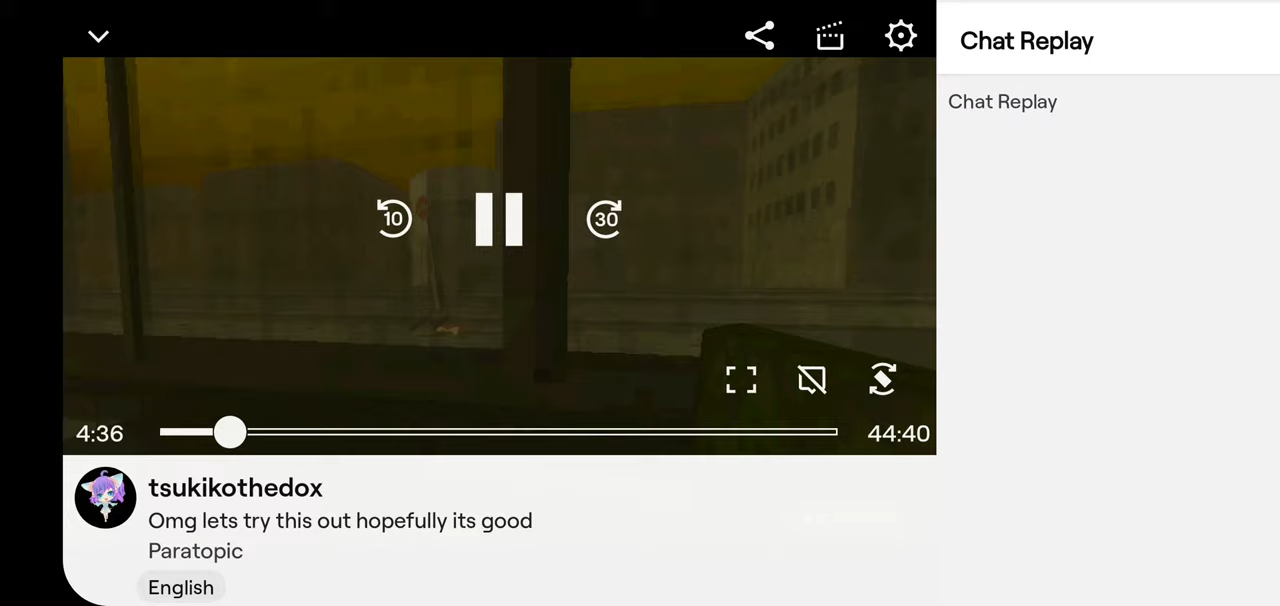 Chat Replay
Chat Replay
10
30
4:36
44:40
tsukikothedox
Omg lets try this out hopefully its good
Paratopic
English